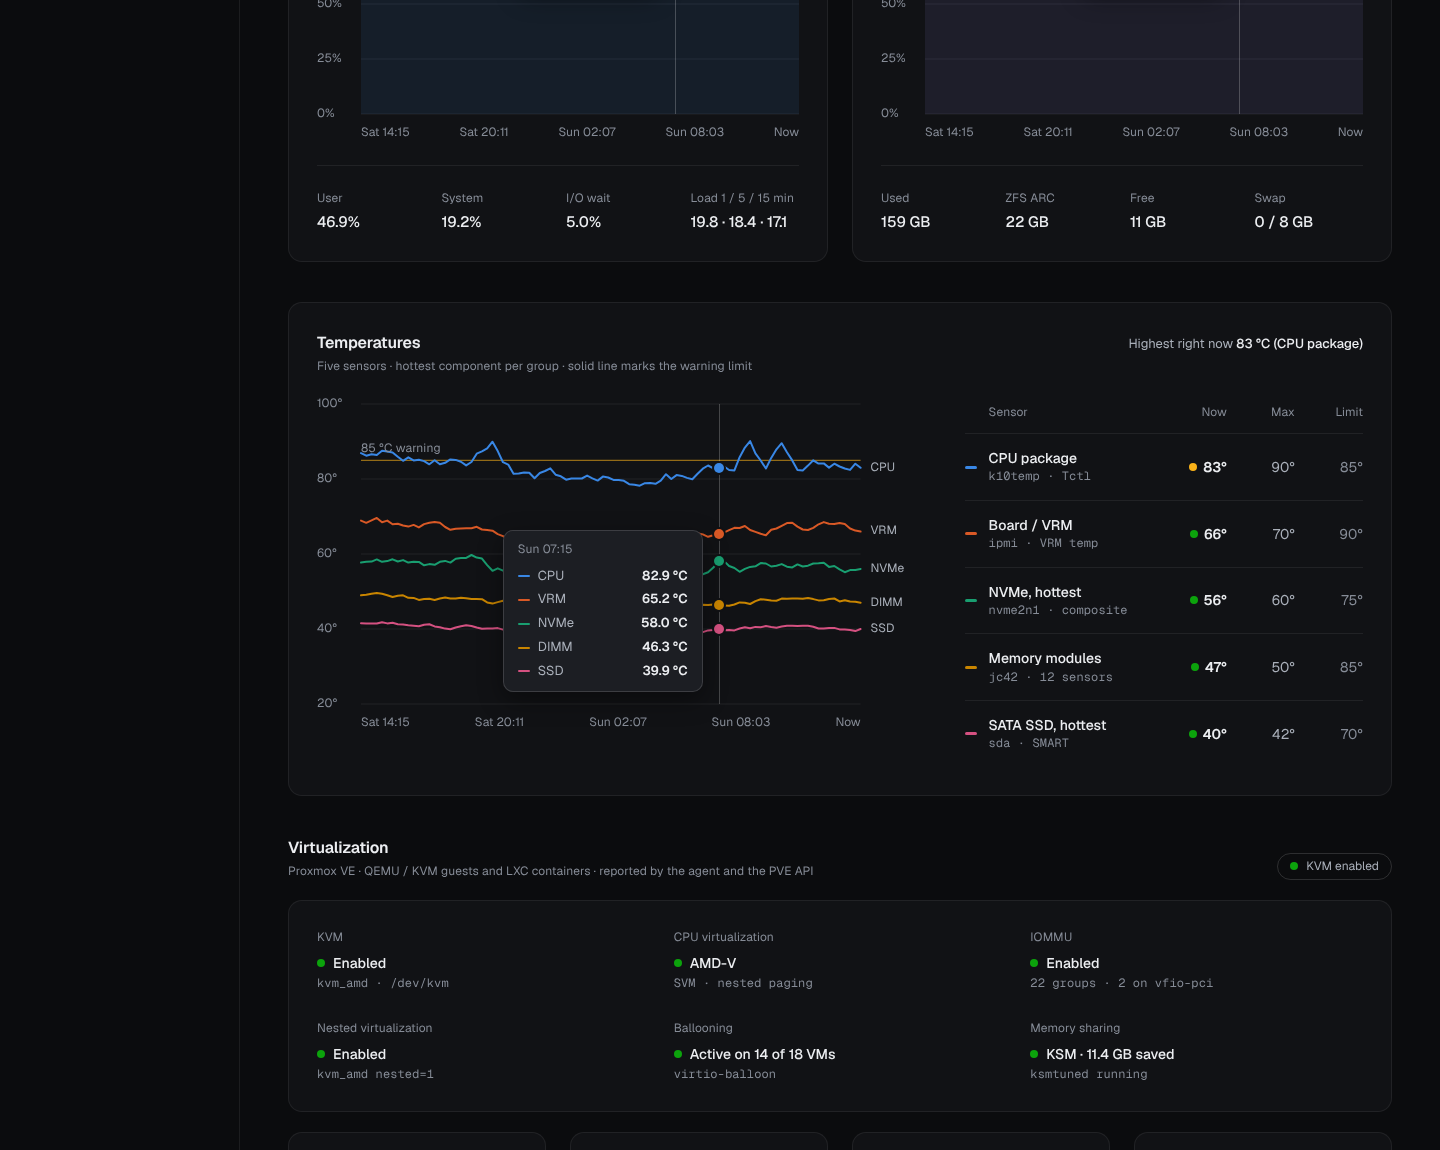 50%
25%
0%
Sat 14:15 Sat 20:11 Sun 02:07 Sun 08:03 Now
User System I/O wait Load 1 / 5 / 15 min
46.9% 19.2% 5.0% 19.8 · 18.4 · 17.1
50%
25%
0%
Sat 14:15 Sat 20:11 Sun 02:07 Sun 08:03 Now
Used ZFS ARC Free Swap
159 GB 22 GB 11 GB 0 / 8 GB
Temperatures
Five sensors · hottest component per group · solid line marks the warning limit
Highest right now 83 °C (CPU package)
100°
85 °C warning
80°
60°
40°
20°
CPU
VRM
NVMe
DIMM
SSD
Sun 07:15
CPU 82.9 °C
VRM 65.2 °C
NVMe 58.0 °C
DIMM 46.3 °C
SSD 39.9 °C
Sat 14:15 Sat 20:11 Sun 02:07 Sun 08:03 Now
Sensor Now Max Limit
CPU package 83° 90° 85°
k10temp · Tctl
Board / VRM 66° 70° 90°
ipmi · VRM temp
NVMe, hottest 56° 60° 75°
nvme2n1 · composite
Memory modules 47° 50° 85°
jc42 · 12 sensors
SATA SSD, hottest 40° 42° 70°
sda · SMART
Virtualization
Proxmox VE · QEMU / KVM guests and LXC containers · reported by the agent and the PVE API
KVM enabled
KVM CPU virtualization IOMMU
Enabled AMD-V Enabled
kvm_amd · /dev/kvm SVM · nested paging 22 groups · 2 on vfio-pci
Nested virtualization Ballooning Memory sharing
Enabled Active on 14 of 18 VMs KSM · 11.4 GB saved
kvm_amd nested=1 virtio-balloon ksmtuned running